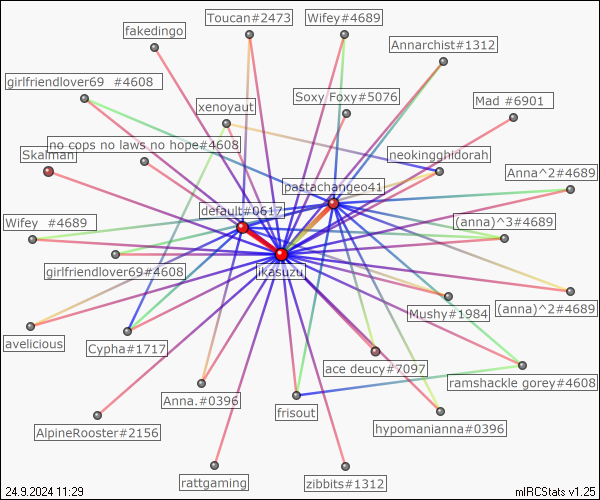 Toucan#2473
Wifey#4689
fakedingo
Annarchist#1312
girlfriendlover69 #4608
Soxy Foxy#5076
xenoyaut
Mad #6901
no cops no laws no hope#4608
Skalman
neokingghidorah
Anna^2#4689
pastachangeo41
default#0617
Wifey #4689
(anna)^3#4689
girlfriendlover69#4608
ikasuzu
Mushy#1984
(anna)^2#4689
avelicious
Cypha#1717
ace deucy#7097
ramshackle gorey#4608
Anna.#0396
frisout
hypomanianna#0396
AlpineRooster#2156
rattgaming
zibbits#1312
24.9.2024 11:29
mIRCStats v1.25